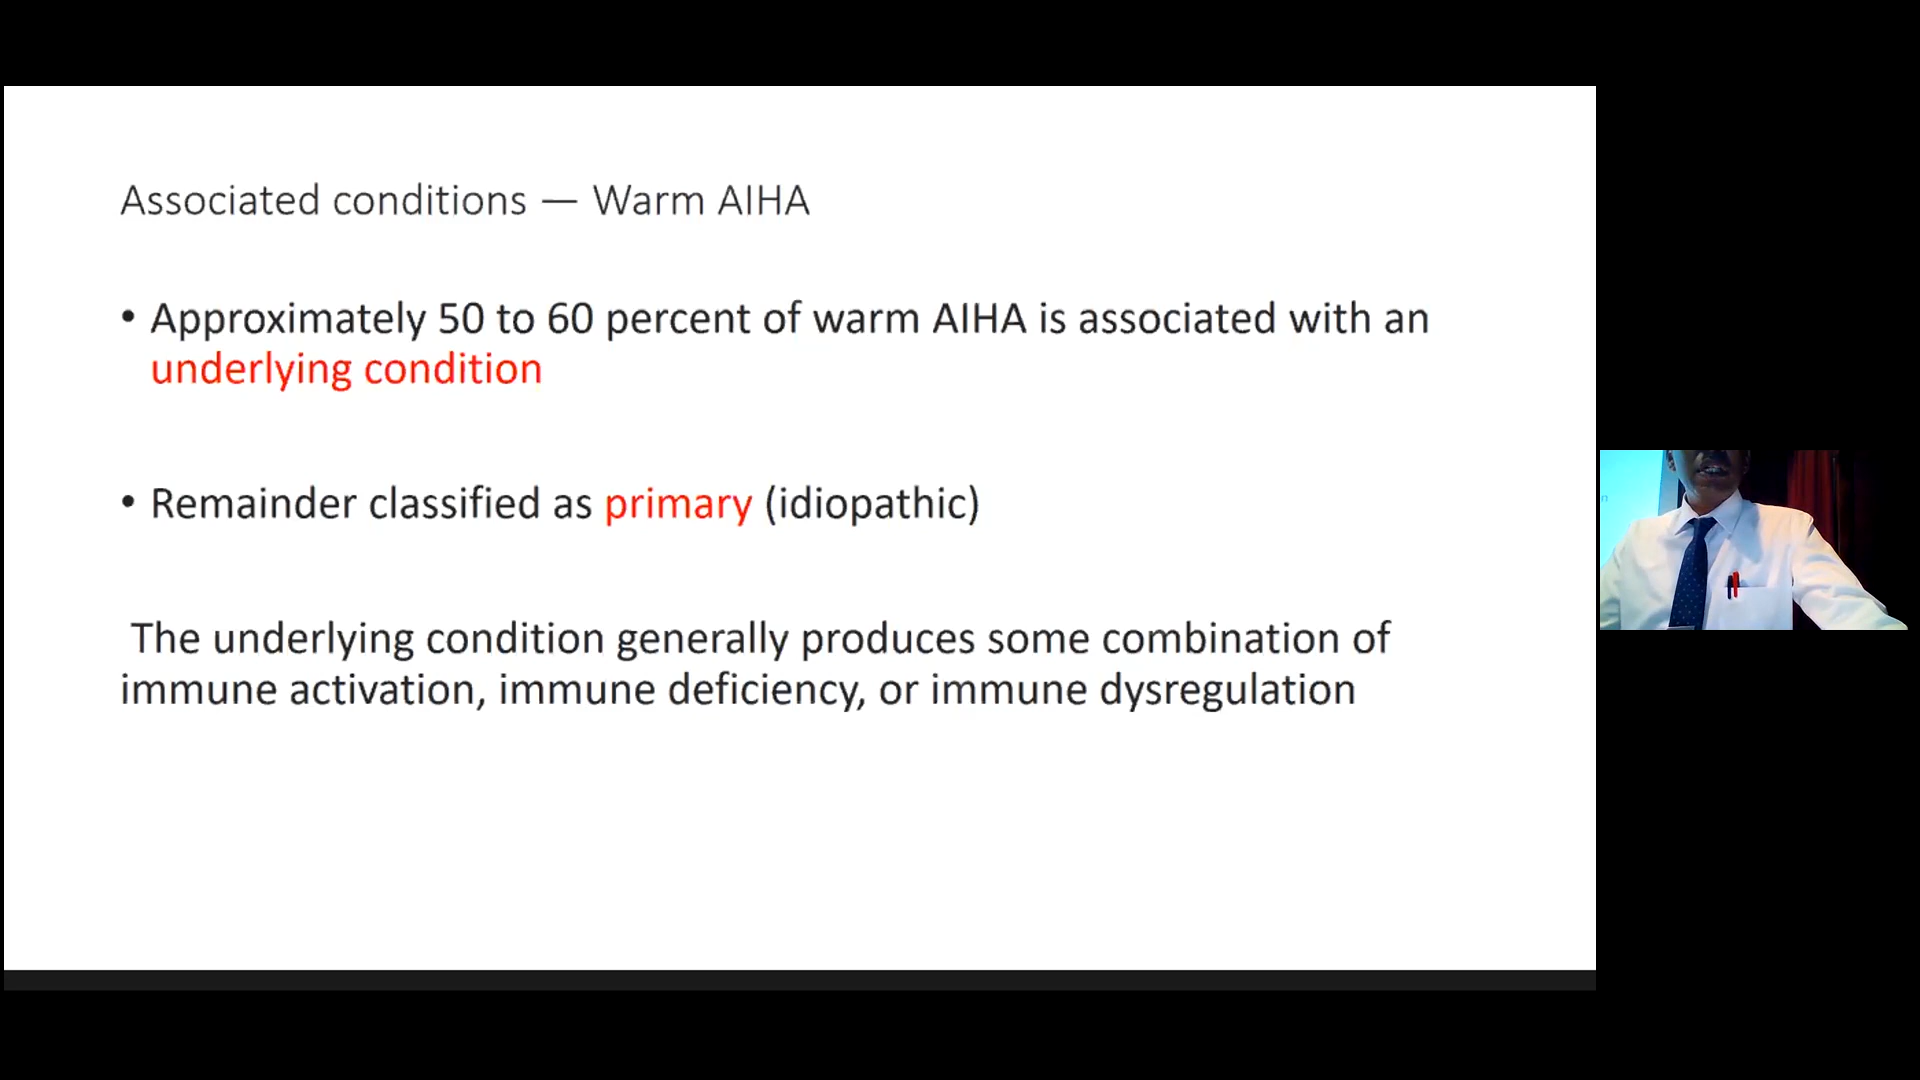 Associated conditions — Warm AIHA
• Approximately 50 to 60 percent of warm AIHA is associated with an
underlying condition
• Remainder classified as primary (idiopathic)
The underlying condition generally produces some combination of
immune activation, immune deficiency, or immune dysregulation
n